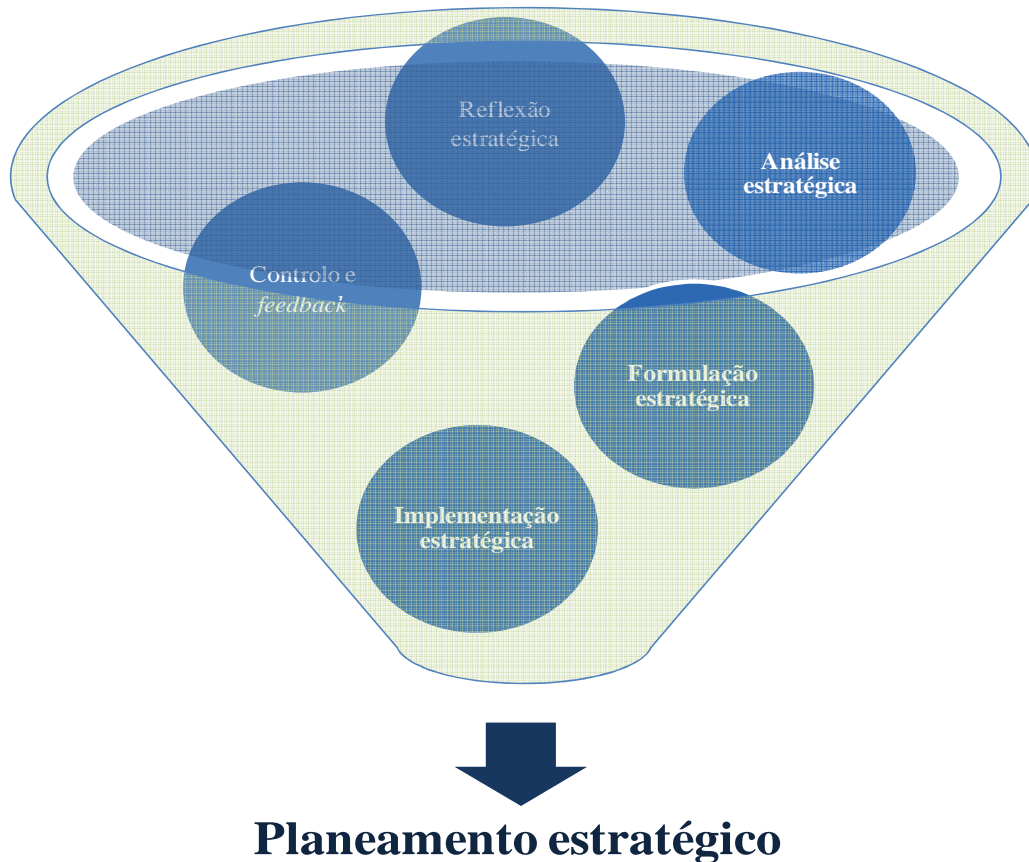 Reflexão
estratégica
Análise
estratégica
Controlo e
feedback
Formulação
estratégica
Implementação
estratégica
Planeamento estratégico